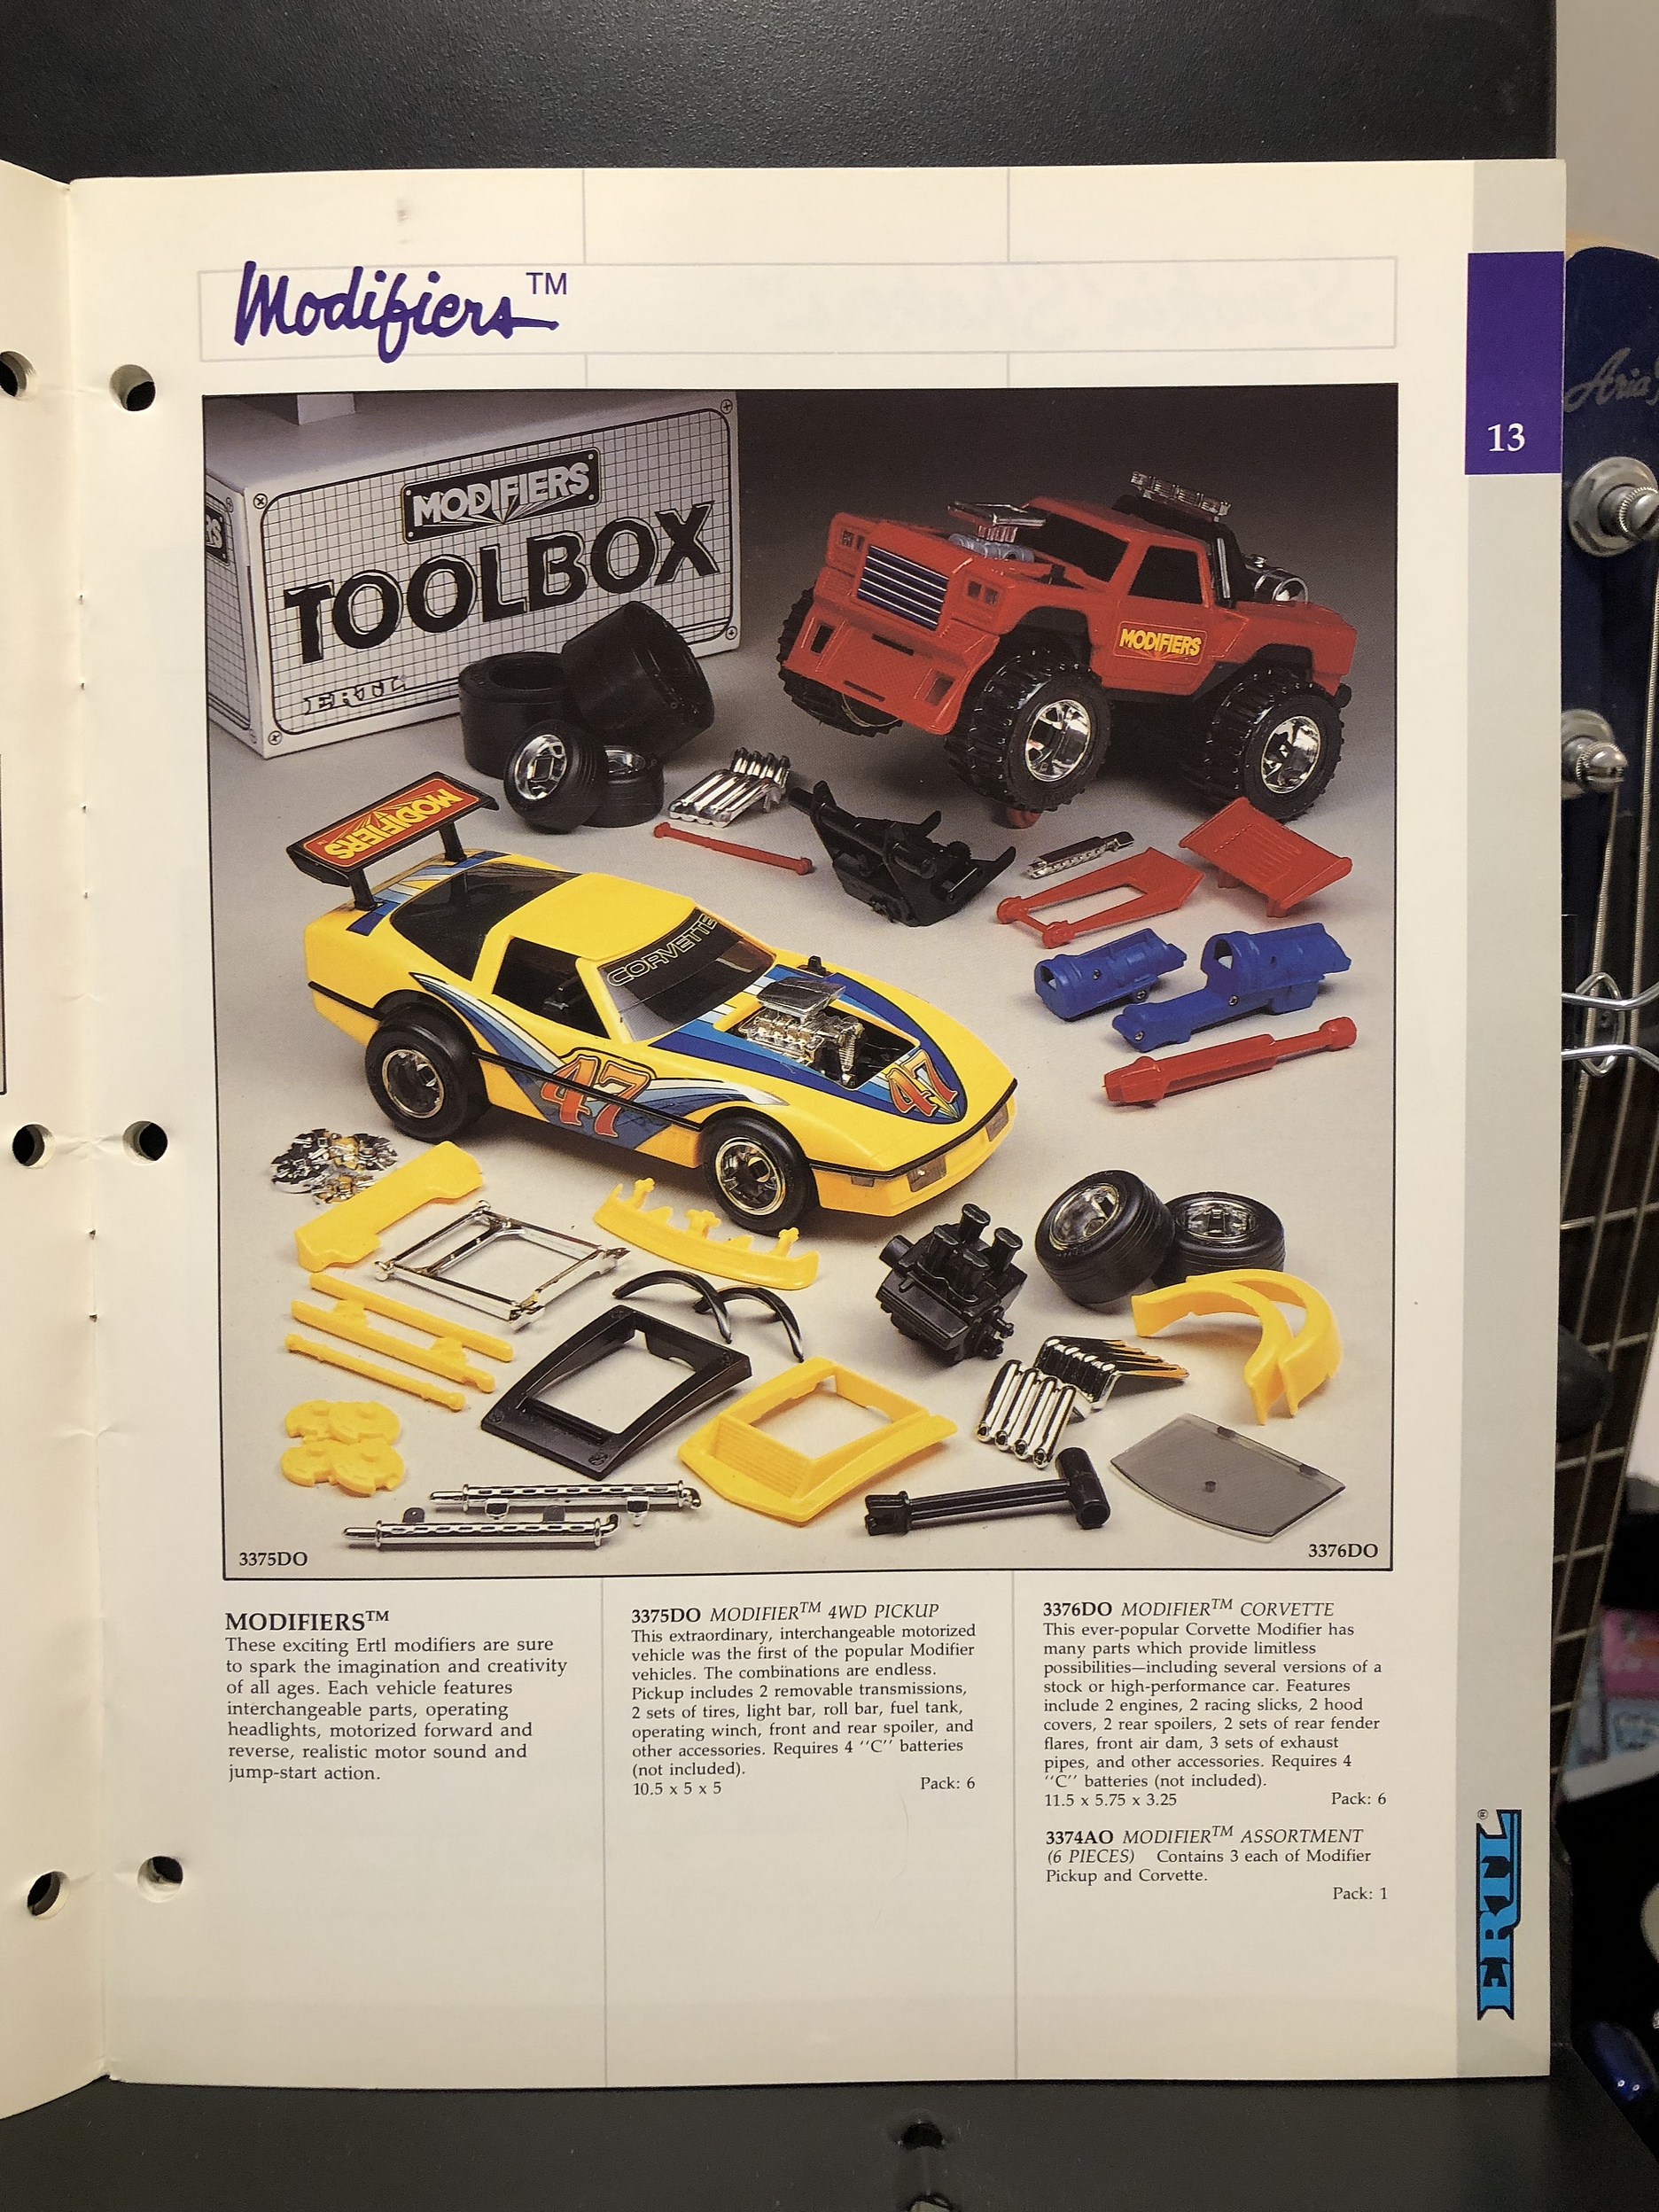 Modifiers™
13
Aria
MODIFIERS
TOOLBOX
ERTL
RS
MODIFIERS
MODIFIERS
CORVETTE
47
47
3375DO
3376DO
MODIFIERS™
These exciting Ertl modifiers are sure
to spark the imagination and creativity
of all ages. Each vehicle features
interchangeable parts, operating
headlights, motorized forward and
reverse, realistic motor sound and
jump-start action.
3375DO MODIFIER™ 4WD PICKUP
This extraordinary, interchangeable motorized
vehicle was the first of the popular Modifier
vehicles. The combinations are endless.
Pickup includes 2 removable transmissions,
2 sets of tires, light bar, roll bar, fuel tank,
operating winch, front and rear spoiler, and
other accessories. Requires 4 ‘‘C’’ batteries
(not included).
10.5 x 5 x 5 Pack: 6
3376DO MODIFIER™ CORVETTE
This ever-popular Corvette Modifier has
many parts which provide limitless
possibilities—including several versions of a
stock or high-performance car. Features
include 2 engines, 2 racing slicks, 2 hood
covers, 2 rear spoilers, 2 sets of rear fender
flares, front air dam, 3 sets of exhaust
pipes, and other accessories. Requires 4
‘‘C’’ batteries (not included).
11.5 x 5.75 x 3.25 Pack: 6
3374AO MODIFIER™ ASSORTMENT
(6 PIECES) Contains 3 each of Modifier
Pickup and Corvette.
Pack: 1
ERTL®